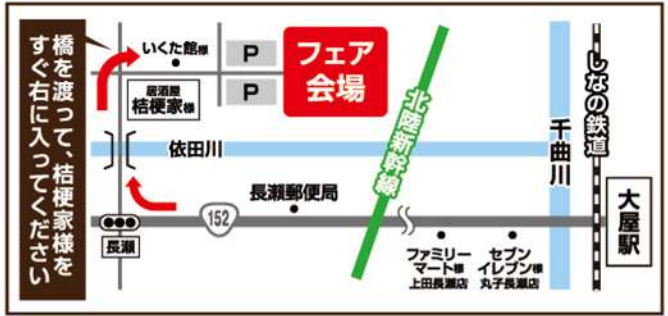 橋を渡って、桔梗家様を
すぐ右に入ってください
いくた館様
P
P
フェア
会場
居酒屋
桔梗家様
依田川
北陸新幹線
千曲川
しなの鉄道
大屋駅
長瀬郵便局
152
長瀬
ファミリー
マート様
上田長瀬店
セブン
イレブン様
丸子長瀬店